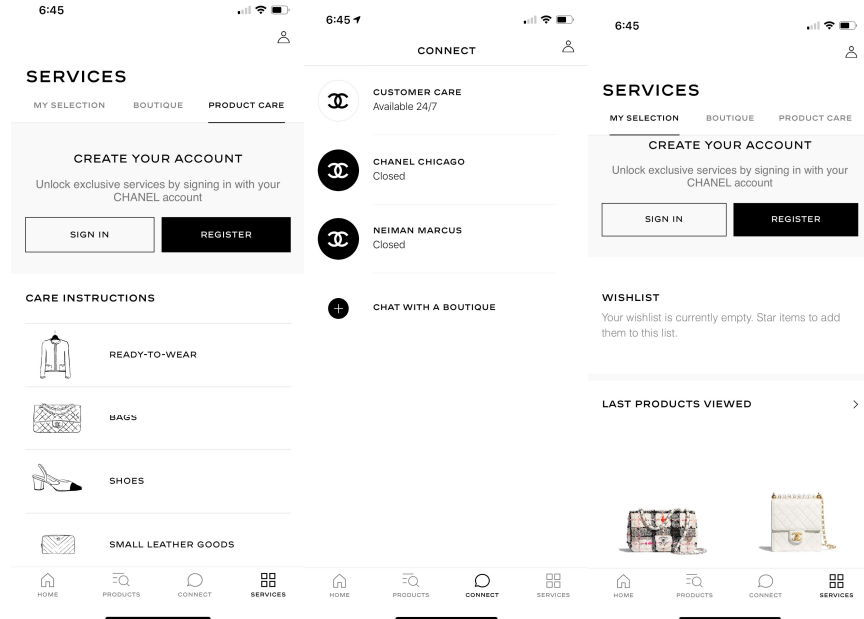 6:45
SERVICES
MY SELECTION BOUTIQUE PRODUCT CARE
CREATE YOUR ACCOUNT
Unlock exclusive services by signing in with your
CHANEL account
SIGN IN REGISTER
CARE INSTRUCTIONS
READY-TO-WEAR
BAGS
SHOES
SMALL LEATHER GOODS
HOME PRODUCTS CONNECT SERVICES
6:45
CONNECT
CUSTOMER CARE
Available 24/7
CHANEL CHICAGO
Closed
NEIMAN MARCUS
Closed
CHAT WITH A BOUTIQUE
HOME PRODUCTS CONNECT SERVICES
6:45
SERVICES
MY SELECTION BOUTIQUE PRODUCT CARE
CREATE YOUR ACCOUNT
Unlock exclusive services by signing in with your
CHANEL account
SIGN IN REGISTER
WISHLIST
Your wishlist is currently empty. Star items to add
them to this list.
LAST PRODUCTS VIEWED
HOME PRODUCTS CONNECT SERVICES